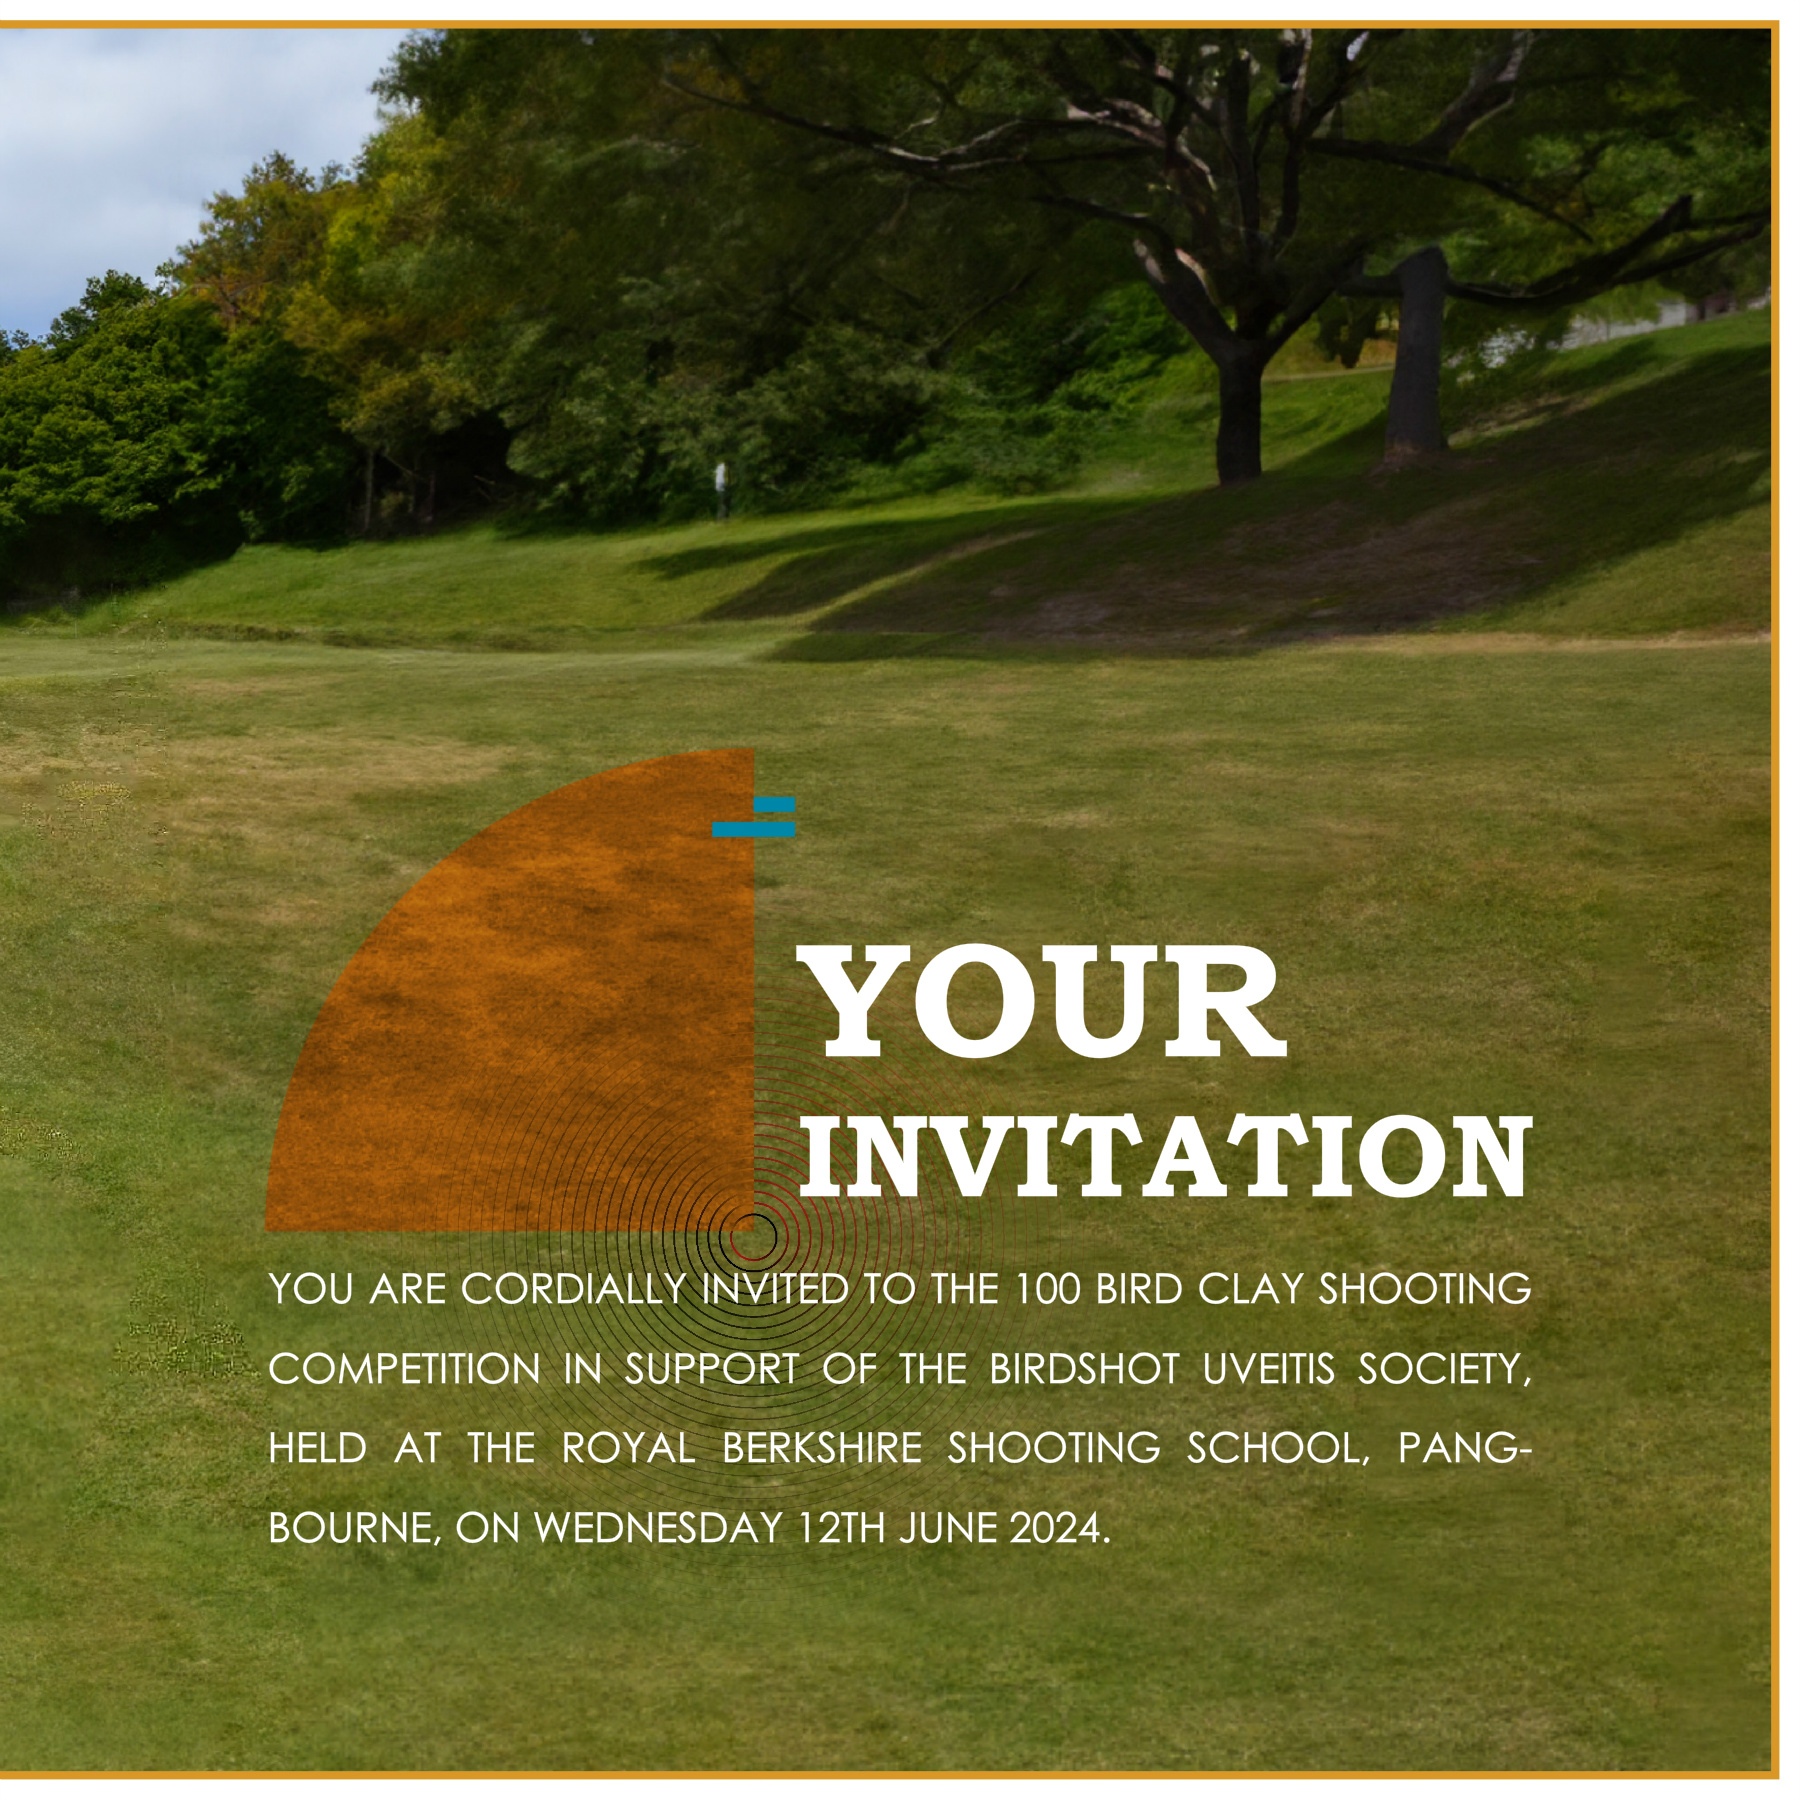 YOUR
INVITATION
YOU ARE CORDIALLY INVITED TO THE 100 BIRD CLAY SHOOTING
COMPETITION IN SUPPORT OF THE BIRDSHOT UVEITIS SOCIETY,
HELD AT THE ROYAL BERKSHIRE SHOOTING SCHOOL, PANG-
BOURNE, ON WEDNESDAY 12TH JUNE 2024.